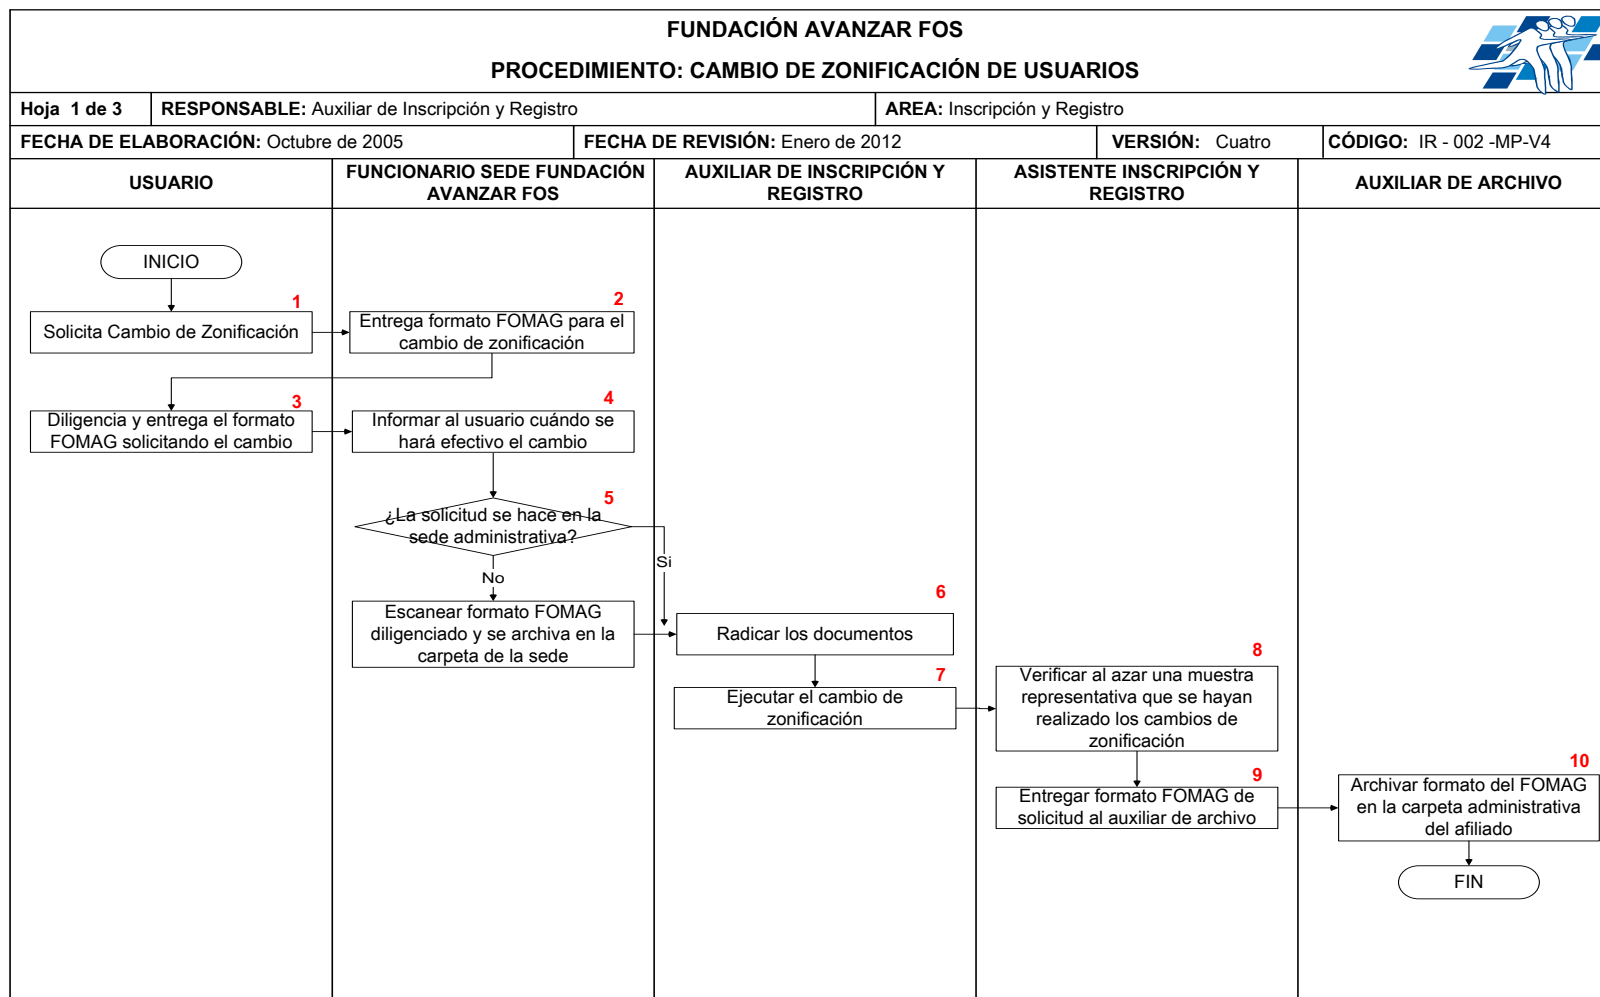 FUNDACIÓN AVANZAR FOS
PROCEDIMIENTO: CAMBIO DE ZONIFICACIÓN DE USUARIOS
Hoja 1 de 3 RESPONSABLE: Auxiliar de Inscripción y Registro AREA: Inscripción y Registro
FECHA DE ELABORACIÓN: Octubre de 2005 FECHA DE REVISIÓN: Enero de 2012 VERSIÓN: Cuatro CÓDIGO: IR - 002 -MP-V4
USUARIO
FUNCIONARIO SEDE FUNDACIÓN
AVANZAR FOS
AUXILIAR DE INSCRIPCIÓN Y
REGISTRO
ASISTENTE INSCRIPCIÓN Y
REGISTRO
AUXILIAR DE ARCHIVO
INICIO
1
Solicita Cambio de Zonificación
2
Entrega formato FOMAG para el
cambio de zonificación
3
Diligencia y entrega el formato
FOMAG solicitando el cambio
4
Informar al usuario cuándo se
hará efectivo el cambio
5
¿La solicitud se hace en la
sede administrativa?
Si
No
Escanear formato FOMAG
diligenciado y se archiva en la
carpeta de la sede
6
Radicar los documentos
7
Ejecutar el cambio de
zonificación
8
Verificar al azar una muestra
representativa que se hayan
realizado los cambios de
zonificación
9
Entregar formato FOMAG de
solicitud al auxiliar de archivo
10
Archivar formato del FOMAG
en la carpeta administrativa
del afiliado
FIN